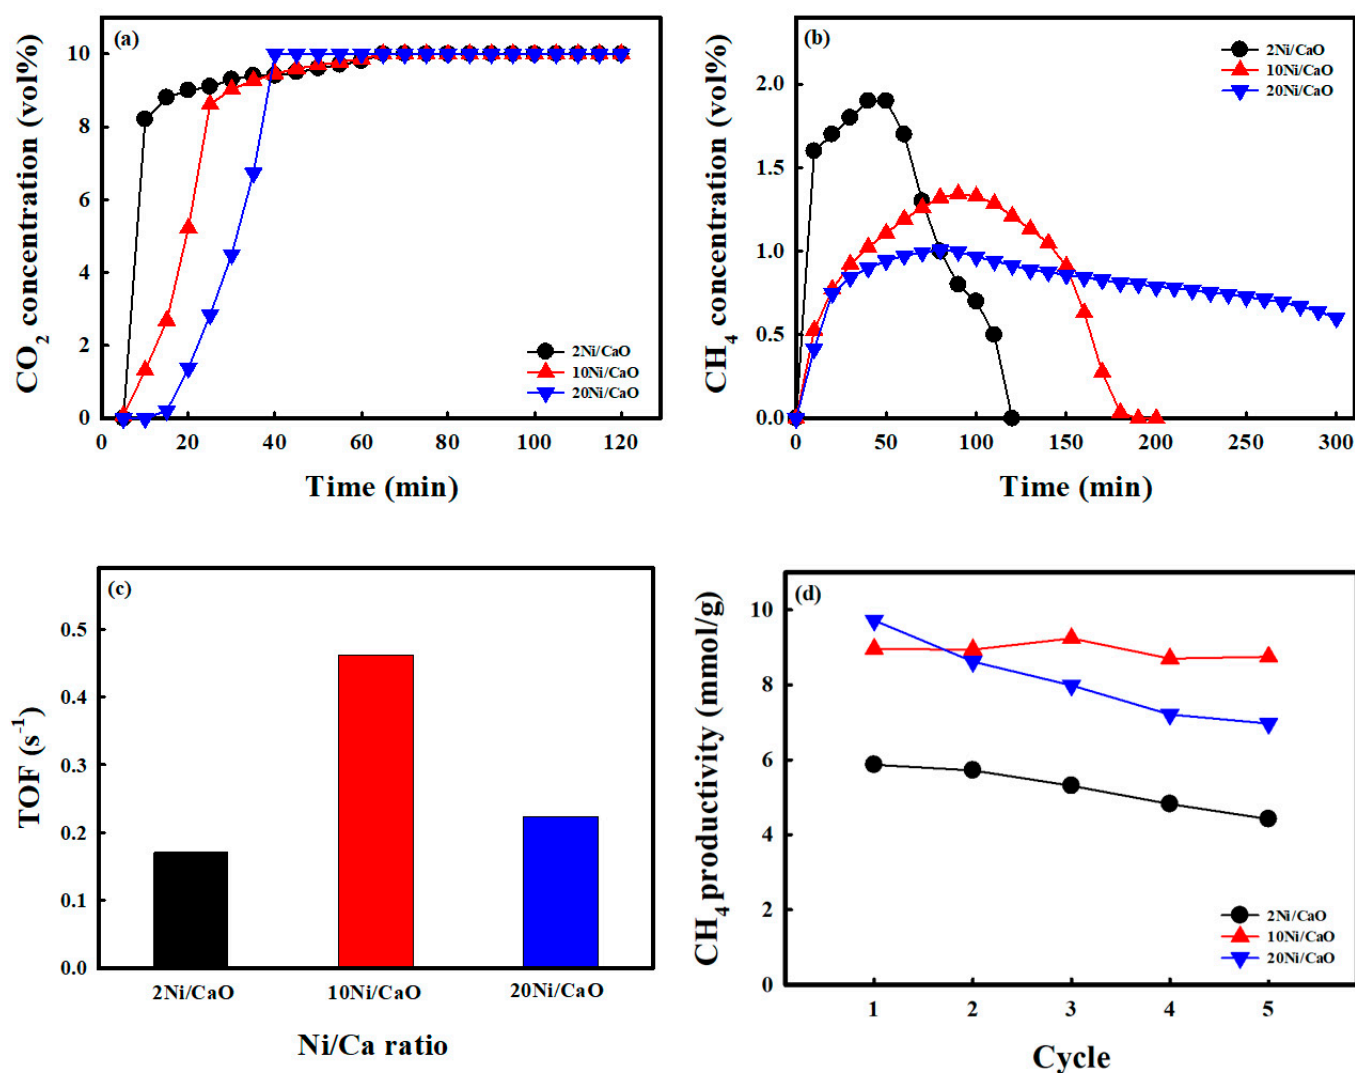 (a)
CO2 concentration (vol%)
10
8
6
4
2
0
0 20 40 60 80 100 120
Time (min)
2Ni/CaO
10Ni/CaO
20Ni/CaO
(b)
CH4 concentration (vol%)
2.0
1.5
1.0
0.5
0.0
0 50 100 150 200 250 300
Time (min)
2Ni/CaO
10Ni/CaO
20Ni/CaO
(c)
TOF (s-1)
0.5
0.4
0.3
0.2
0.1
0.0
2Ni/CaO 10Ni/CaO 20Ni/CaO
Ni/Ca ratio
(d)
CH4 productivity (mmol/g)
10
8
6
4
2
0
1 2 3 4 5
Cycle
2Ni/CaO
10Ni/CaO
20Ni/CaO